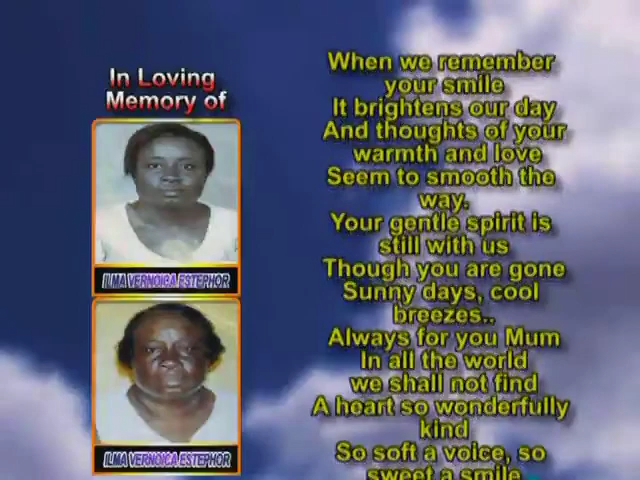 In Loving
Memory of
ILMA VERNOICA ESTEPHOR
ILMA VERNOICA ESTEPHOR
When we remember
your smile
It brightens our day
And thoughts of your
warmth and love
Seem to smooth the
way.
Your gentle spirit is
still with us
Though you are gone
Sunny days, cool
breezes..
Always for you Mum
In all the world
we shall not find
A heart so wonderfully
kind
So soft a voice, so
sweet a smile